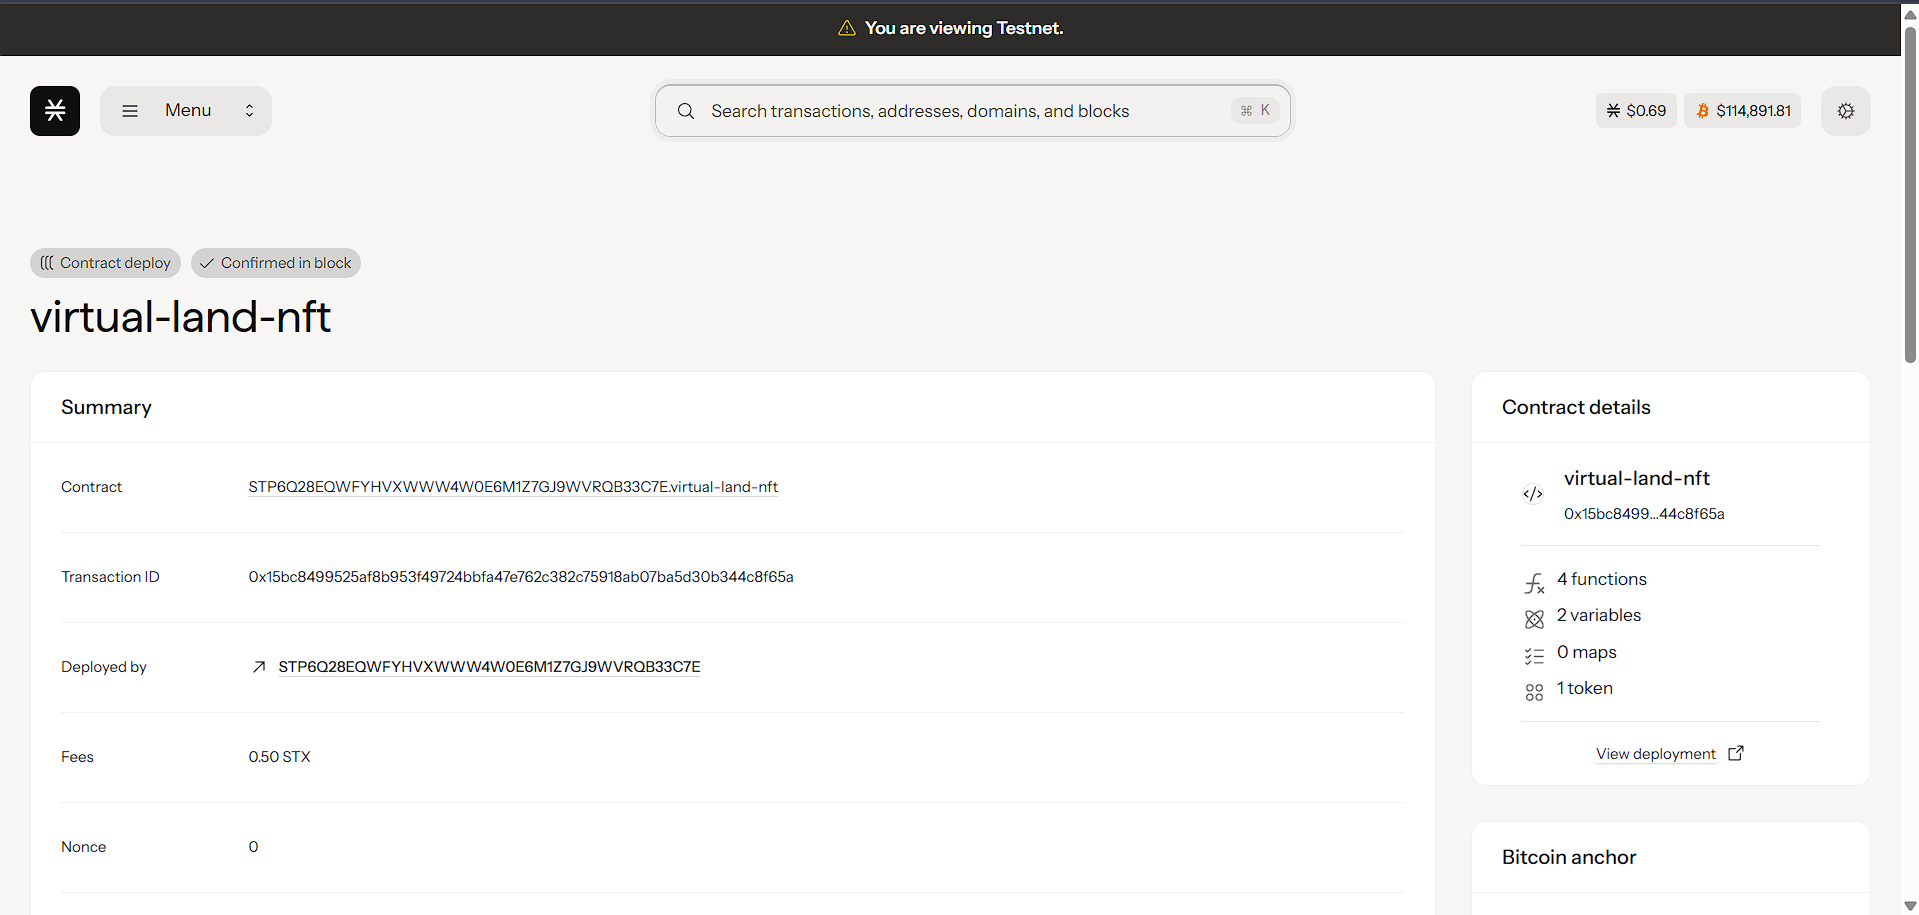 You are viewing Testnet.
Menu
Search transactions, addresses, domains, and blocks
⌘ K
$0.69
$114,891.81
Contract deploy
Confirmed in block
virtual-land-nft
Summary
Contract
STP6Q28EQWFYHVXWWW4W0E6M1Z7GJ9WVRQB33C7E.virtual-land-nft
Transaction ID
0x15bc8499525af8b953f49724bbfa47e762c382c75918ab07ba5d30b344c8f65a
Deployed by
STP6Q28EQWFYHVXWWW4W0E6M1Z7GJ9WVRQB33C7E
Fees
0.50 STX
Nonce
0
Contract details
virtual-land-nft
0x15bc8499...44c8f65a
4 functions
2 variables
0 maps
1 token
View deployment
Bitcoin anchor